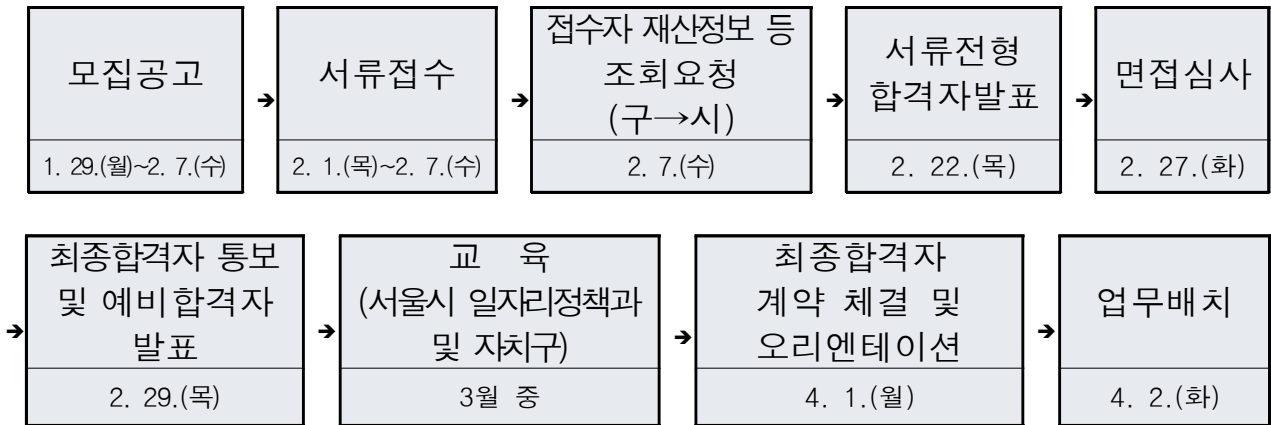 모집공고
1. 29.(월)~2. 7.(수)
➔
서류접수
2. 1.(목)~2. 7.(수)
➔
접수자 재산정보 등
조회요청
(구→시)
2. 7.(수)
➔
서류전형
합격자발표
2. 22.(목)
➔
면접심사
2. 27.(화)
➔
최종합격자 통보
및 예비합격자
발표
2. 29.(목)
➔
교 육
(서울시 일자리정책과
및 자치구)
3월 중
➔
최종합격자
계약 체결 및
오리엔테이션
4. 1.(월)
➔
업무배치
4. 2.(화)